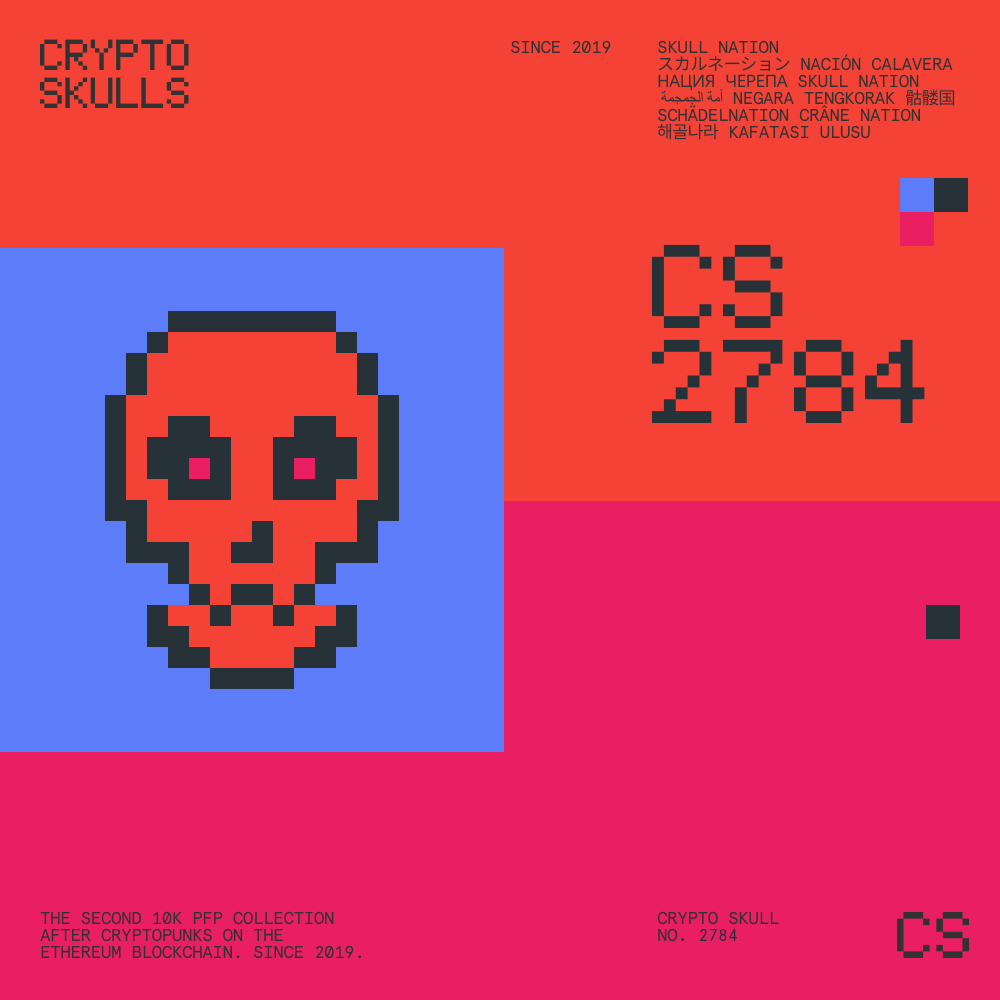 CRYPTO
SKULLS
SINCE 2019
SKULL NATION
スカルネーション NACIÓN CALAVERA
НАЦИЯ ЧЕРЕПА SKULL NATION
أمة الجمجمة NEGARA TENGKORAK 骷髅国
SCHÄDELNATION CRÂNE NATION
해골나라 KAFATASI ULUSU
CS
2784
THE SECOND 10K PFP COLLECTION
AFTER CRYPTOPUNKS ON THE
ETHEREUM BLOCKCHAIN. SINCE 2019.
CRYPTO SKULL
NO. 2784
CS